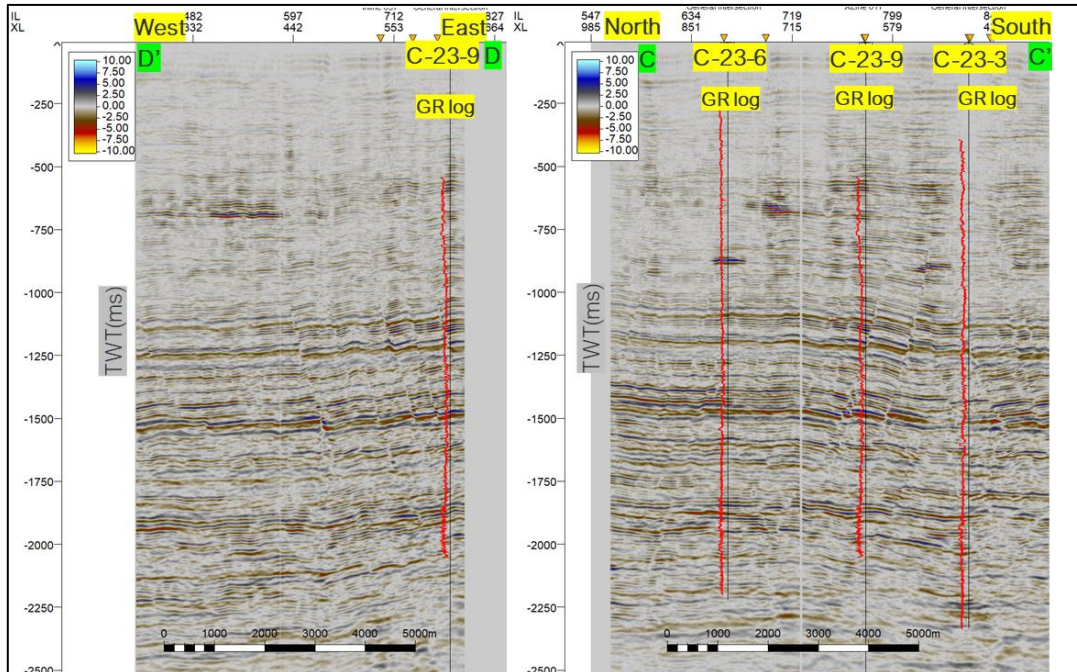 IL 482 597 712 827
XL 332 442 553 364
West East
D' C-23-9 D
GR log
10.00
7.50
5.00
2.50
0.00
-2.50
-5.00
-7.50
-10.00
-250
-500
-750
-1000
-1250
-1500
-1750
-2000
-2250
-2500
TWT(ms)
0 1000 2000 3000 4000 5000m
IL 547 634 719 799 8
XL 985 851 715 579 4
General intersection
North South
C C-23-6 C-23-9 C-23-3 C'
GR log GR log GR log
10.00
7.50
5.00
2.50
0.00
-2.50
-5.00
-7.50
-10.00
-250
-500
-750
-1000
-1250
-1500
-1750
-2000
-2250
-2500
TWT(ms)
0 1000 2000 3000 4000 5000m